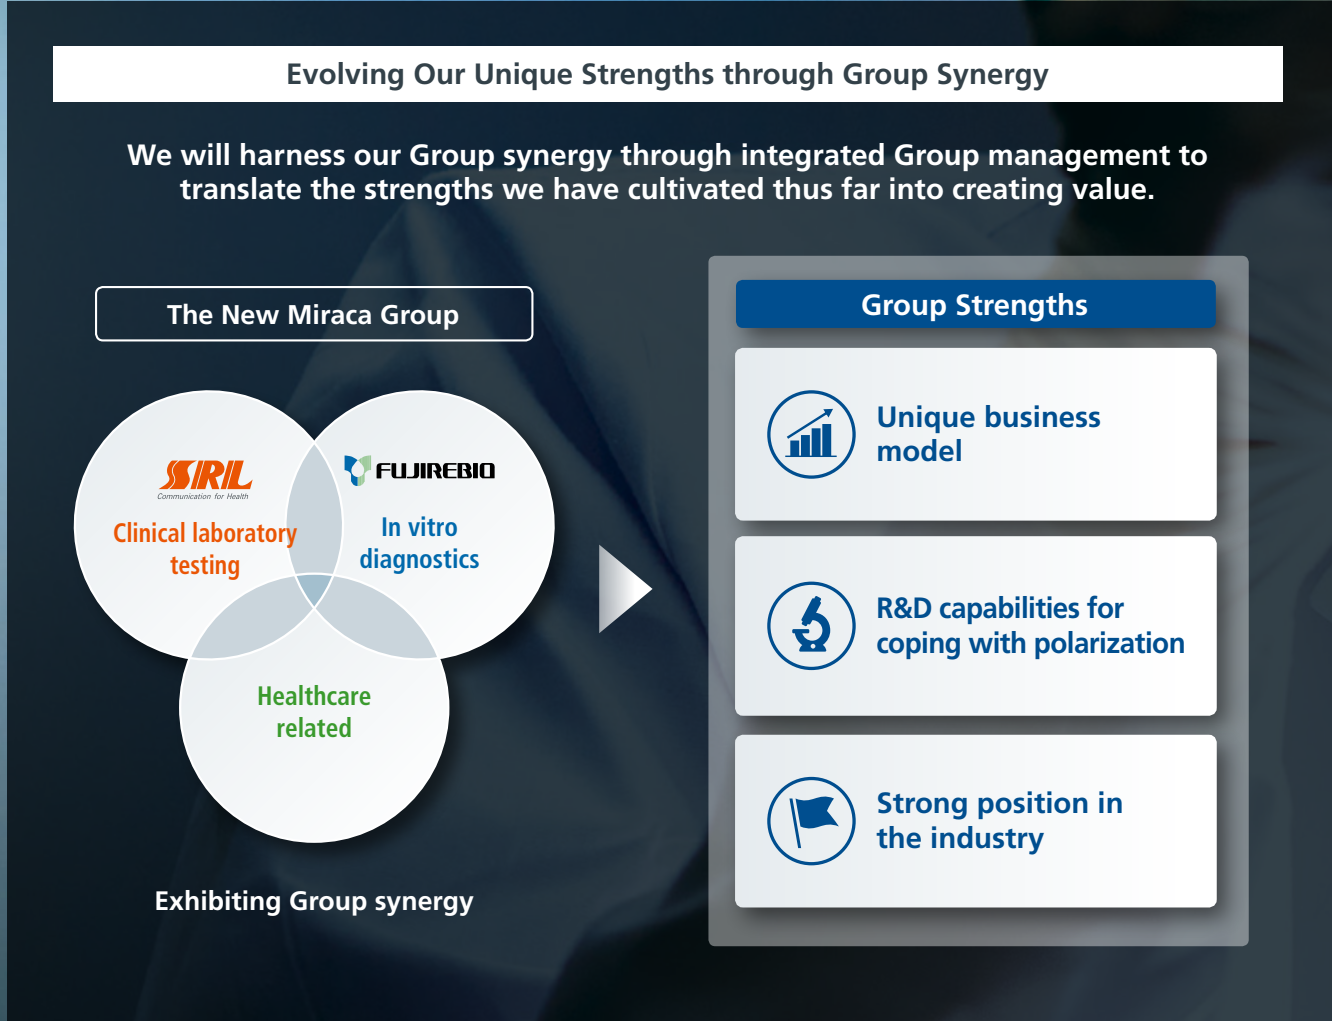 Evolving Our Unique Strengths through Group Synergy
We will harness our Group synergy through integrated Group management to
translate the strengths we have cultivated thus far into creating value.
The New Miraca Group
SRL
Communication for Health
Clinical laboratory
testing
FUJIREBIO
In vitro
diagnostics
Healthcare
related
Exhibiting Group synergy
Group Strengths
Unique business
model
R&D capabilities for
coping with polarization
Strong position in
the industry